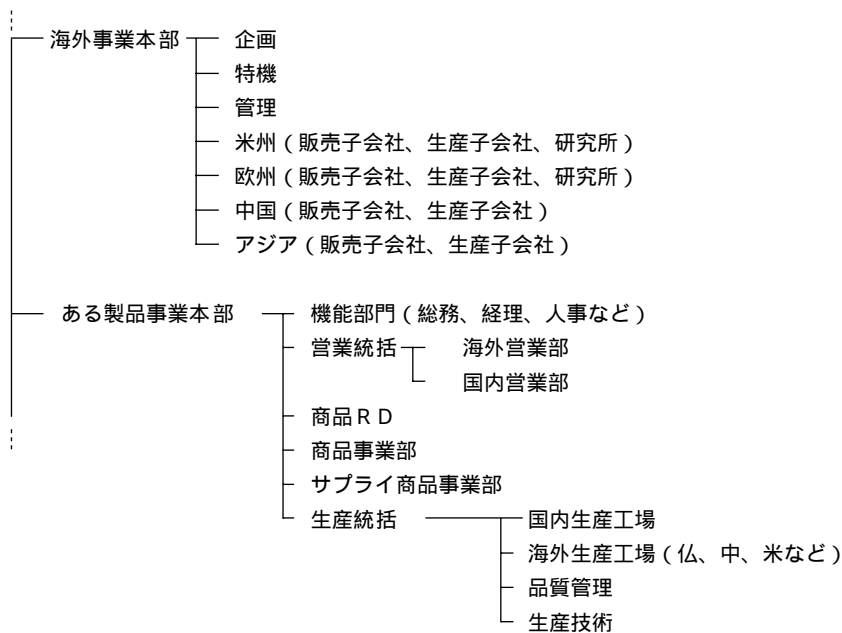 海外事業本部 企画
特機
管理
米州（販売子会社、生産子会社、研究所）
欧州（販売子会社、生産子会社、研究所）
中国（販売子会社、生産子会社）
アジア（販売子会社、生産子会社）
ある製品事業本部 機能部門（総務、経理、人事など）
営業統括 海外営業部
国内営業部
商品ＲＤ
商品事業部
サプライ商品事業部
生産統括 国内生産工場
海外生産工場（仏、中、米など）
品質管理
生産技術